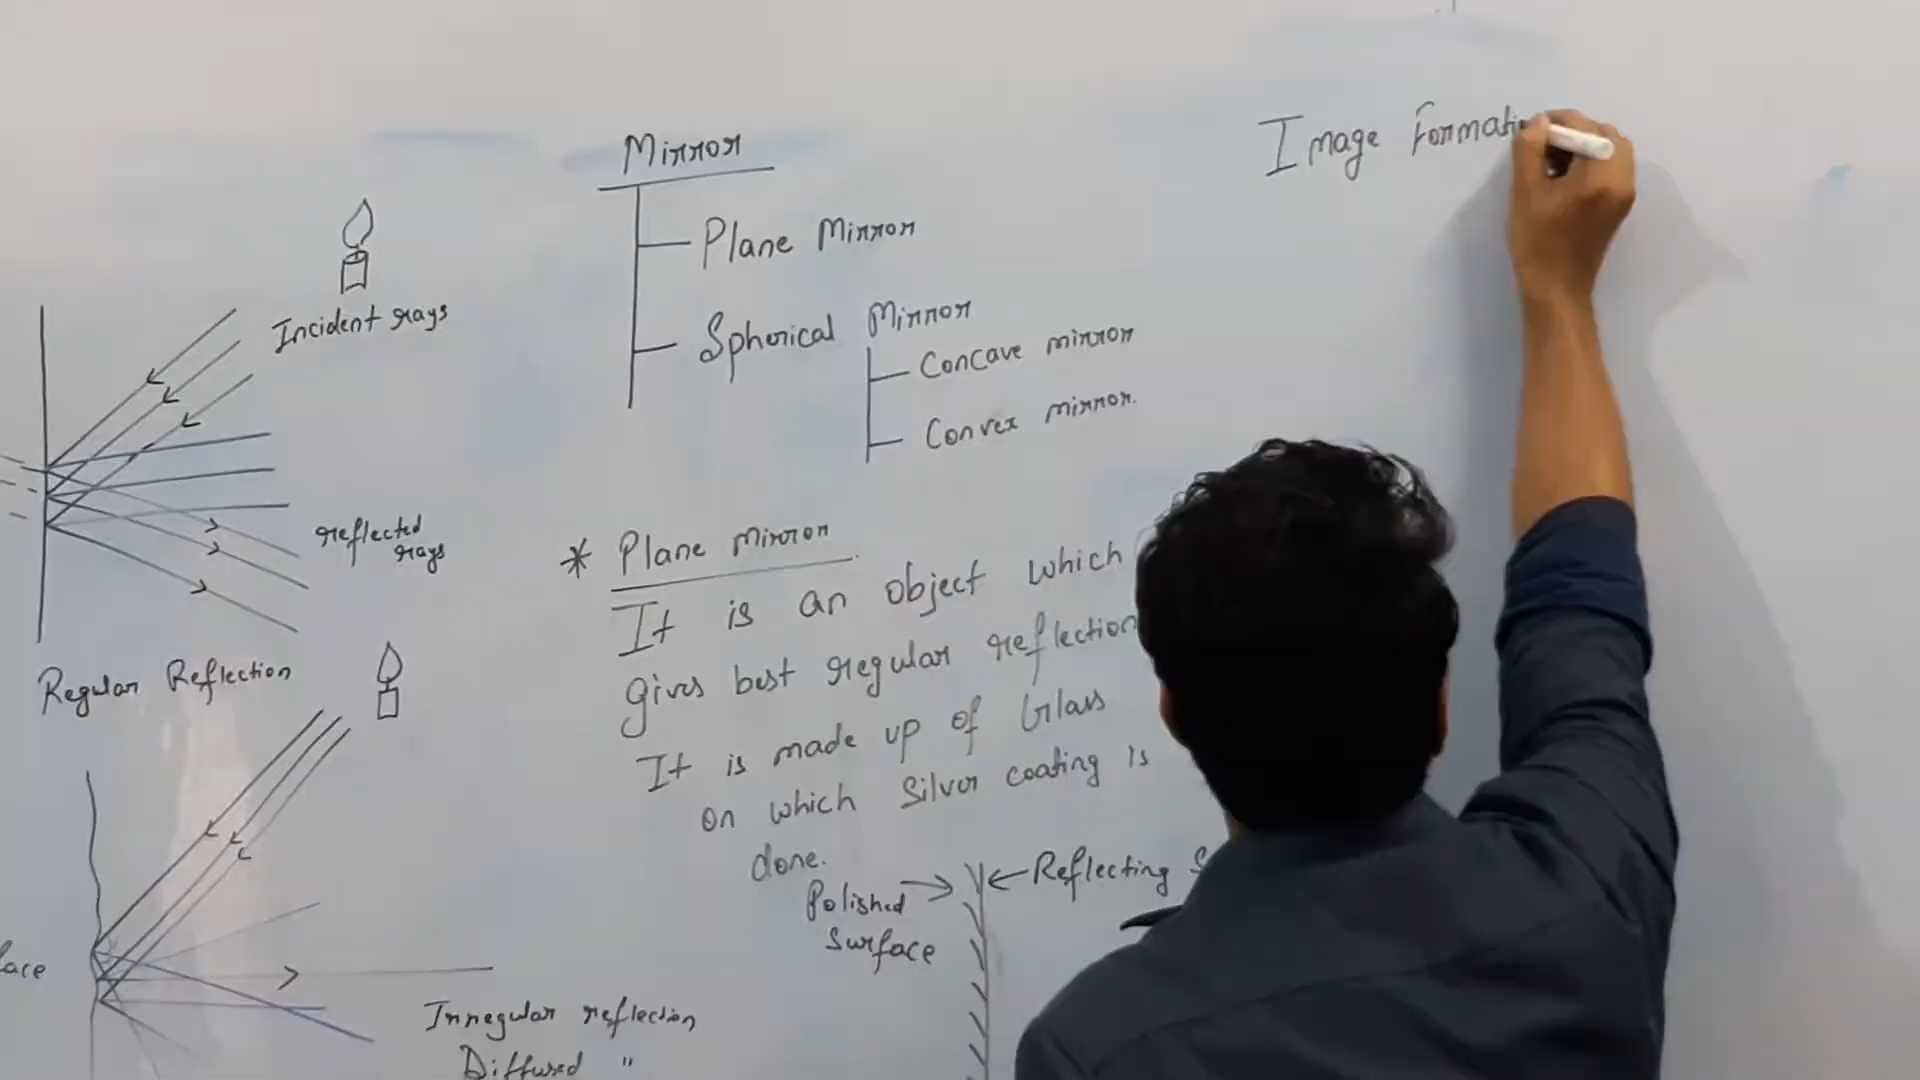 Incident rays
reflected
rays
Regular Reflection
Irregular reflection
Diffused "
Mirror
Plane Mirror
Spherical Mirror
Concave mirror
Convex mirror.
* Plane Mirror
It is an object which
gives best regular reflection
It is made up of Glass
on which Silver coating is
done.
Polished
Surface
Reflecting
Image